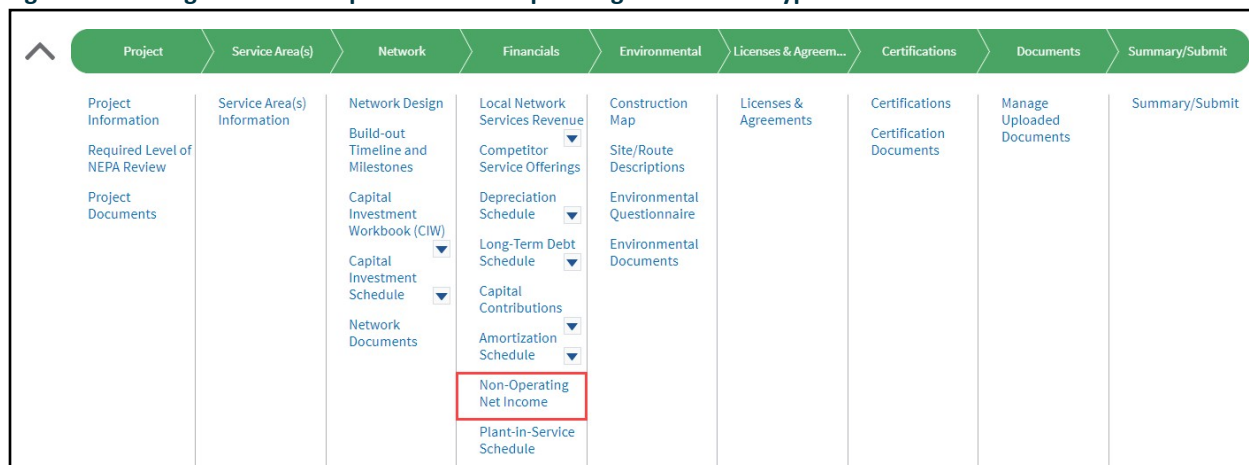 Project
Service Area(s)
Network
Financials
Environmental
Licenses & Agreem...
Certifications
Documents
Summary/Submit
Project
Information
Required Level of
NEPA Review
Project
Documents
Service Area(s)
Information
Network Design
Build-out
Timeline and
Milestones
Capital
Investment
Workbook (CIW)
Capital
Investment
Schedule
Network
Documents
Local Network
Services Revenue
Competitor
Service Offerings
Depreciation
Schedule
Long-Term Debt
Schedule
Capital
Contributions
Amortization
Schedule
Non-Operating
Net Income
Plant-in-Service
Schedule
Construction
Map
Site/Route
Descriptions
Environmental
Questionnaire
Environmental
Documents
Licenses &
Agreements
Certifications
Certification
Documents
Manage
Uploaded
Documents
Summary/Submit